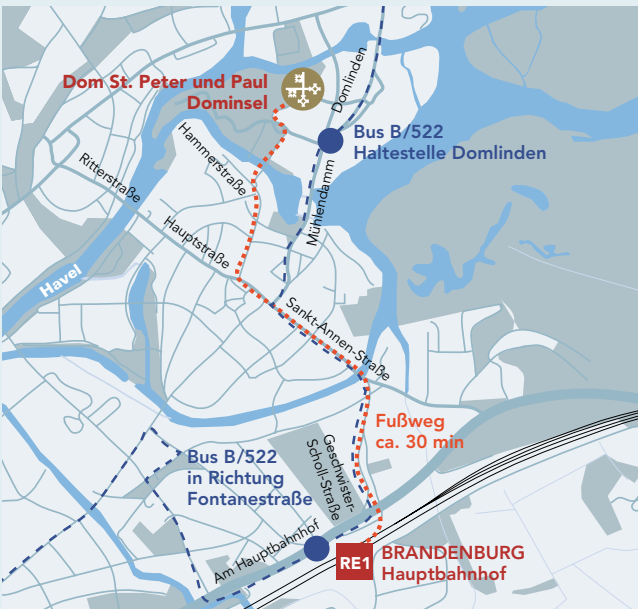 Dom St. Peter und Paul
Dominsel
Domlinden
Bus B/522
Haltestelle Domlinden
Hammerstraße
Ritterstraße
Mühlendamm
Hauptstraße
Havel
Sankt-Annen-Straße
Fußweg
ca. 30 min
Geschwister-
Scholl-Straße
Bus B/522
in Richtung
Fontanestraße
Am Hauptbahnhof
RE1
BRANDENBURG
Hauptbahnhof